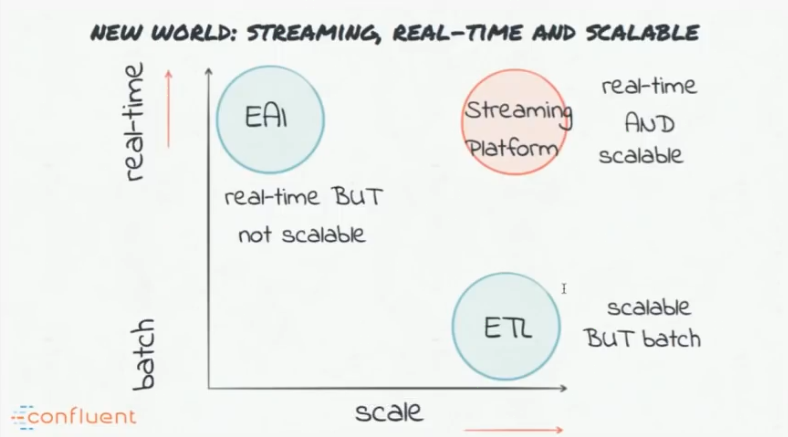 NEW WORLD: STREAMING, REAL-TIME AND SCALABLE
real-time
EAI
real-time BUT
not scalable
Streaming
Platform
real-time
AND
scalable
batch
ETL
scalable
BUT batch
scale
confluent